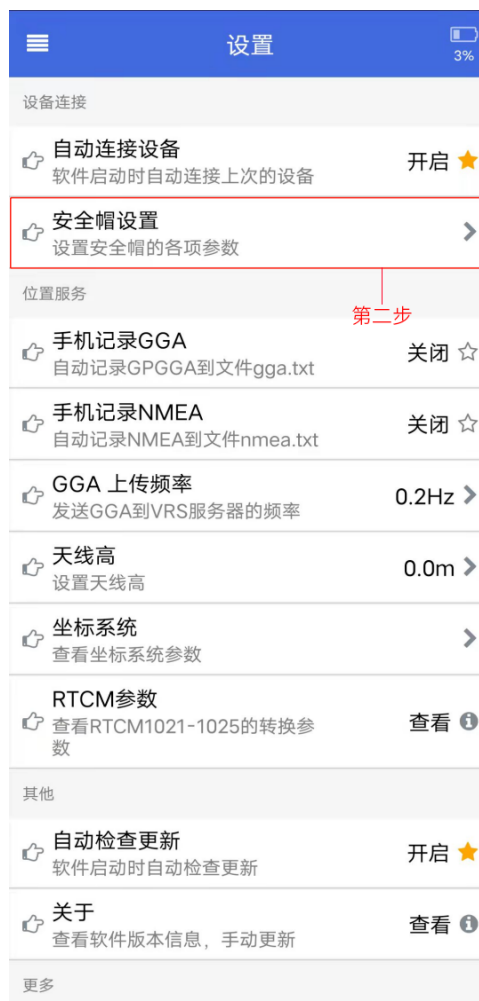 设置
3%
设备连接
自动连接设备
软件启动时自动连接上次的设备
开启
安全帽设置
设置安全帽的各项参数
位置服务
第二步
手机记录GGA
自动记录GPGGA到文件gga.txt
关闭
手机记录NMEA
自动记录NMEA到文件nmea.txt
关闭
GGA 上传频率
发送GGA到VRS服务器的频率
0.2Hz
天线高
设置天线高
0.0m
坐标系统
查看坐标系统参数
RTCM参数
查看RTCM1021-1025的转换参
数
查看
其他
自动检查更新
软件启动时自动检查更新
开启
关于
查看软件版本信息，手动更新
查看
更多